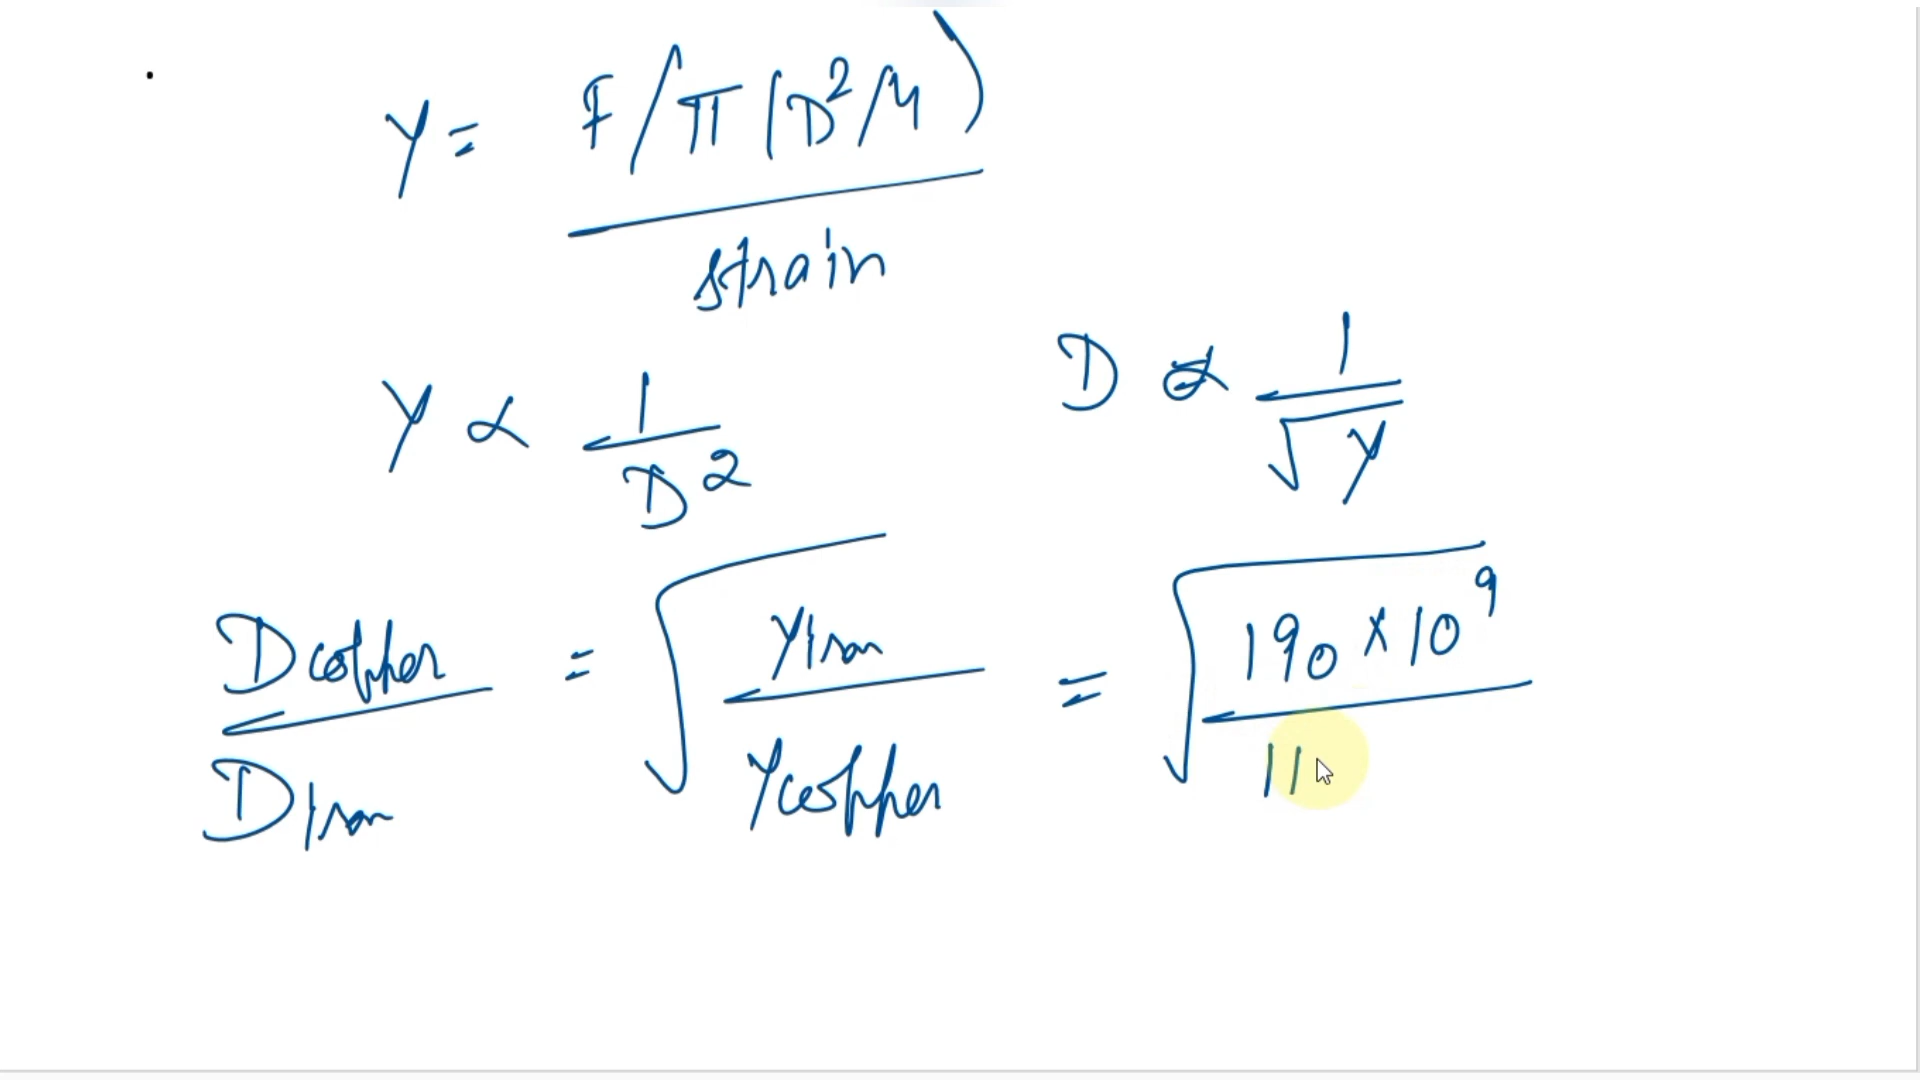 Y = F/π(D²/4)
strain
Y ∝ 1/D²
D ∝ 1/√Y
Dcopper/DIron = √(YIron/Ycopper) = √(190 × 10⁹/11